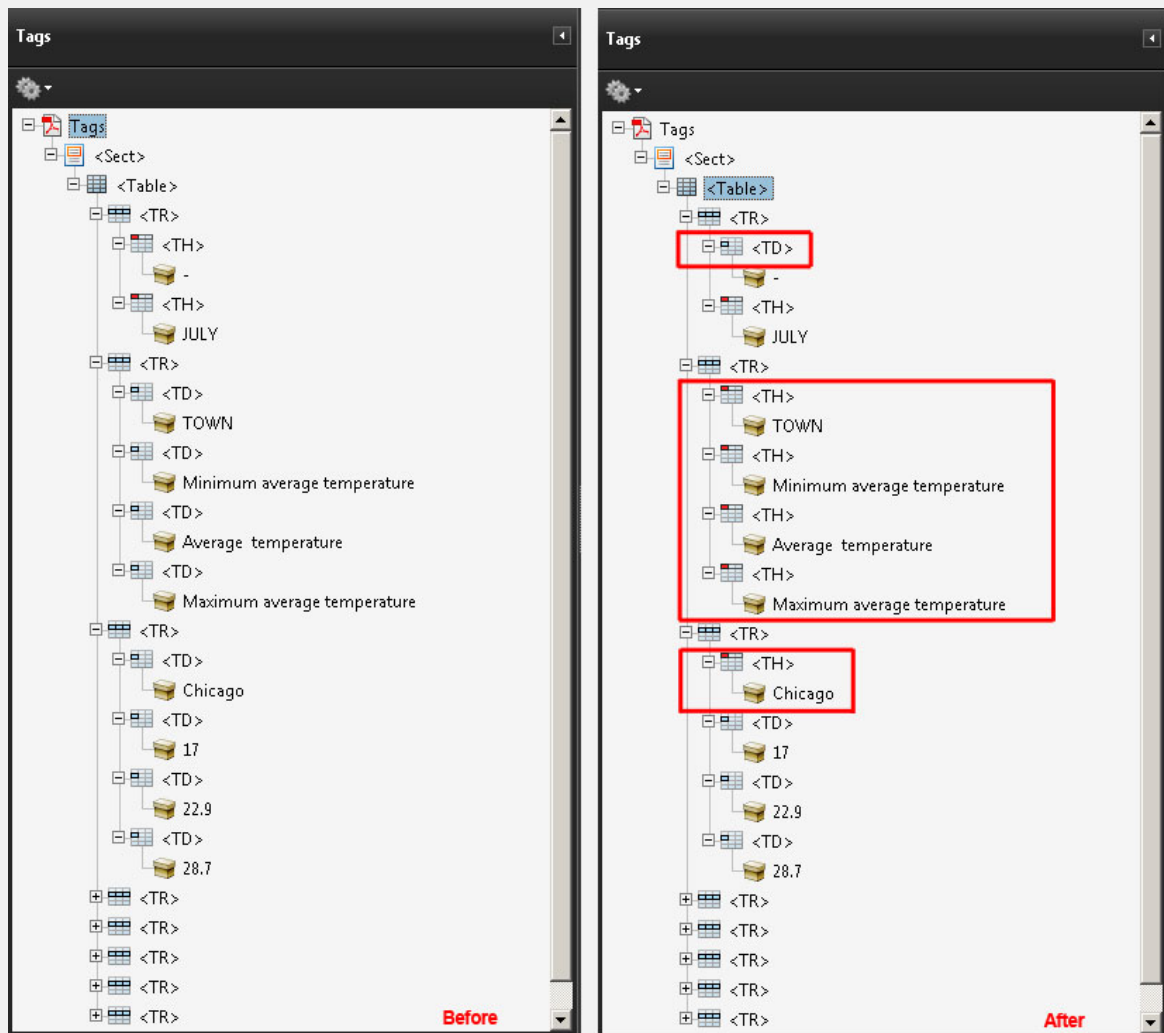 Tags
Tags
<Sect>
<Table>
<TR>
<TH>
-
<TH>
JULY
<TR>
<TD>
TOWN
<TD>
Minimum average temperature
<TD>
Average temperature
<TD>
Maximum average temperature
<TR>
<TD>
Chicago
<TD>
17
<TD>
22.9
<TD>
28.7
<TR>
<TR>
<TR>
<TR>
<TR>
Before
Tags
Tags
<Sect>
<Table>
<TR>
<TD>
-
<TH>
JULY
<TR>
<TH>
TOWN
<TH>
Minimum average temperature
<TH>
Average temperature
<TH>
Maximum average temperature
<TR>
<TH>
Chicago
<TD>
17
<TD>
22.9
<TD>
28.7
<TR>
<TR>
<TR>
<TR>
<TR>
After